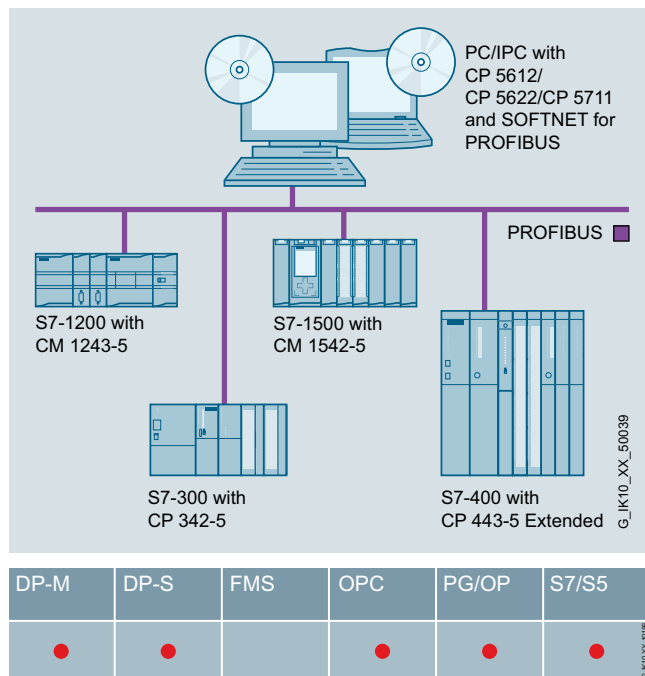 PC/IPC with
CP 5612/
CP 5622/CP 5711
and SOFTNET for
PROFIBUS
PROFIBUS
S7-1200 with
CM 1243-5
S7-1500 with
CM 1542-5
S7-300 with
CP 342-5
S7-400 with
CP 443-5 Extended
G_IK10_XX_50039
DP-M DP-S FMS OPC PG/OP S7/S5